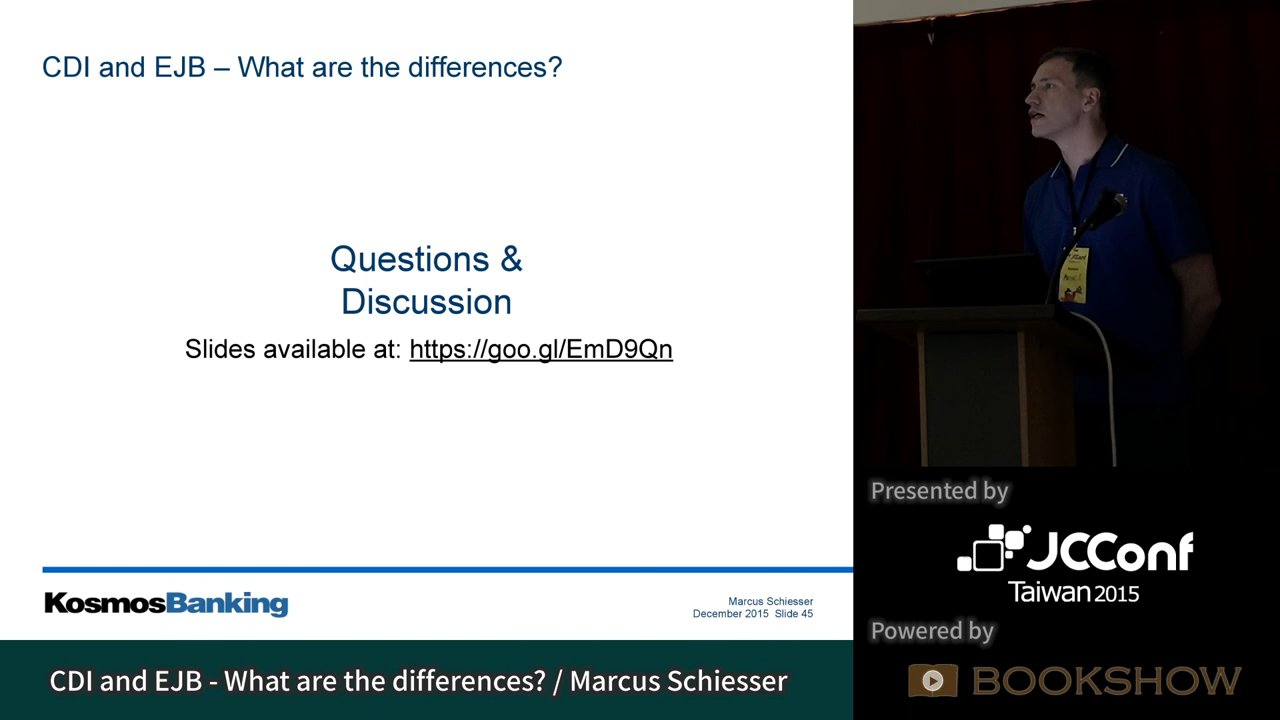 CDI and EJB – What are the differences?
Questions &
Discussion
Slides available at: https://goo.gl/EmD9Qn
KosmosBanking
Marcus Schiesser
December 2015 Slide 45
CDI and EJB - What are the differences? / Marcus Schiesser
Presented by
JCConf
Taiwan 2015
Powered by
BOOKSHOW